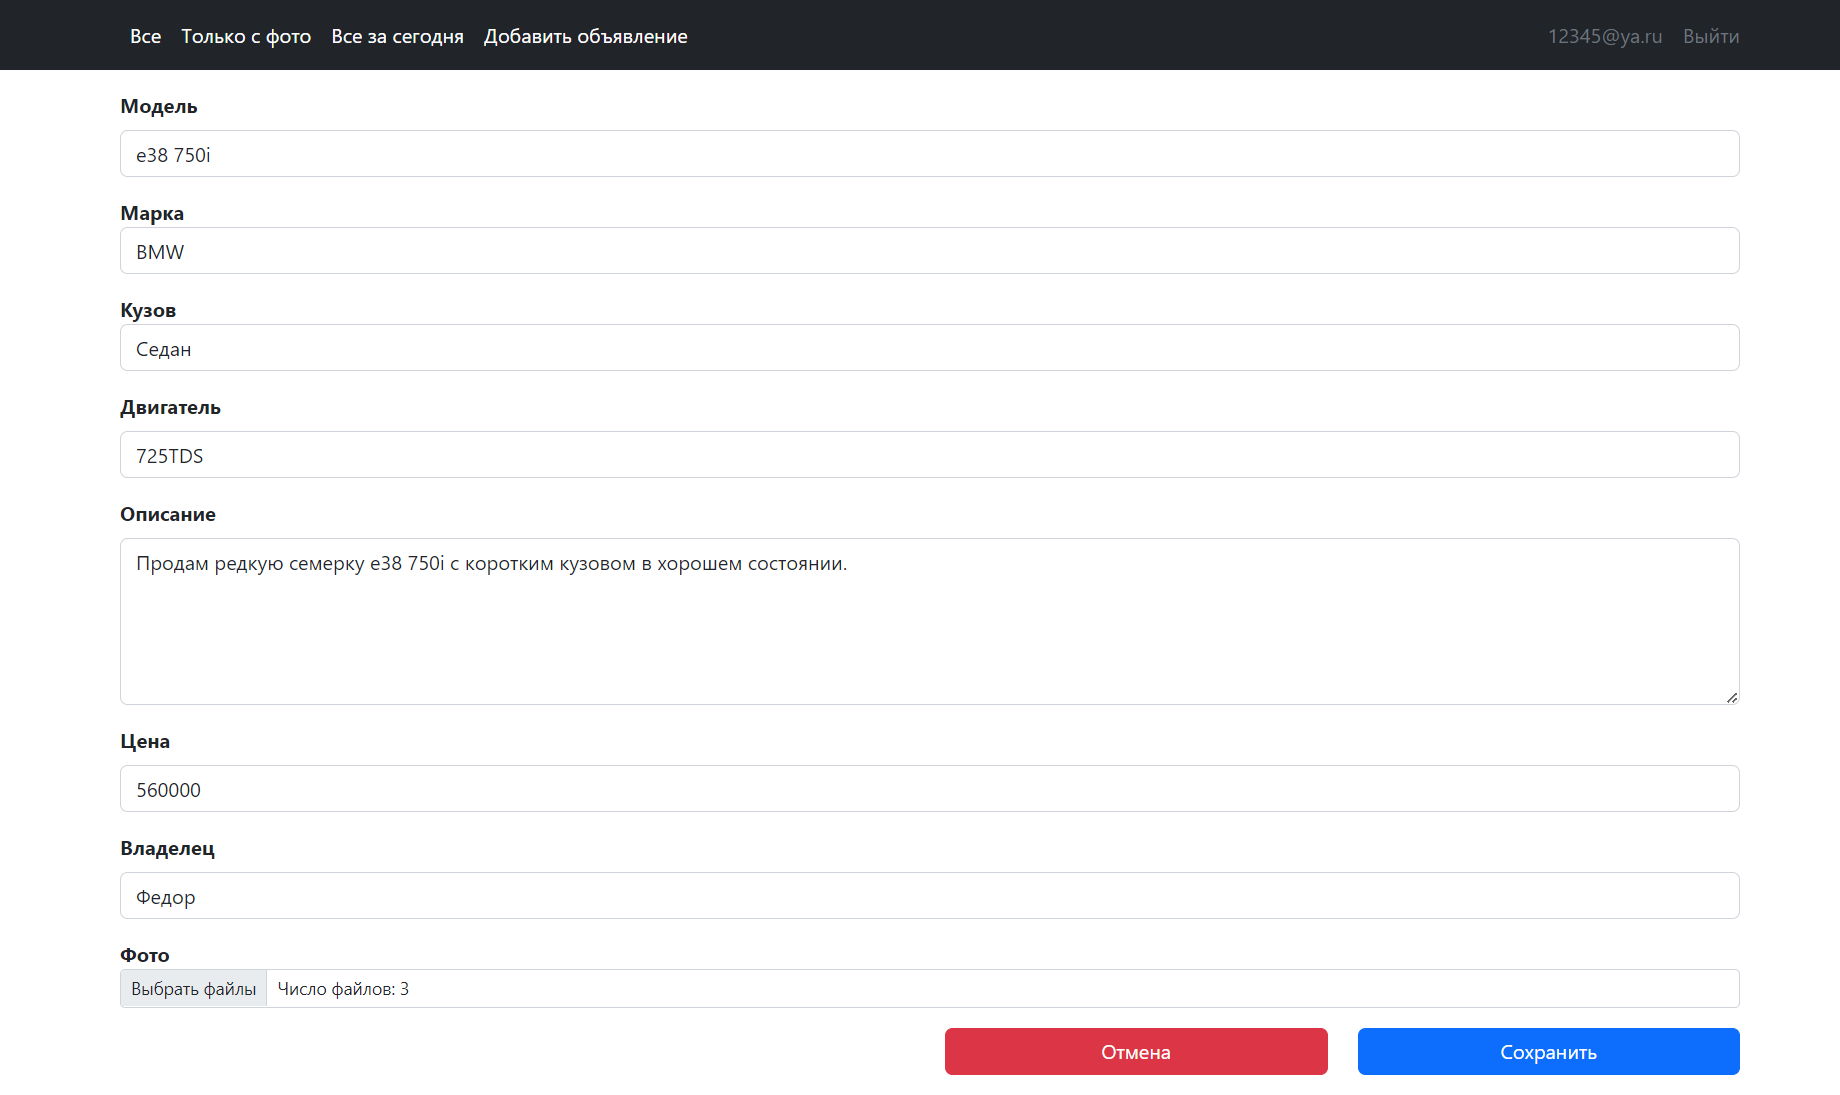 Все Только с фото Все за сегодня Добавить объявление 12345@ya.ru Выйти
Модель
e38 750i
Марка
BMW
Кузов
Седан
Двигатель
725TDS
Описание
Продам редкую семерку e38 750i с коротким кузовом в хорошем состоянии.
Цена
560000
Владелец
Федор
Фото
Выбрать файлы Число файлов: 3
Отмена Сохранить